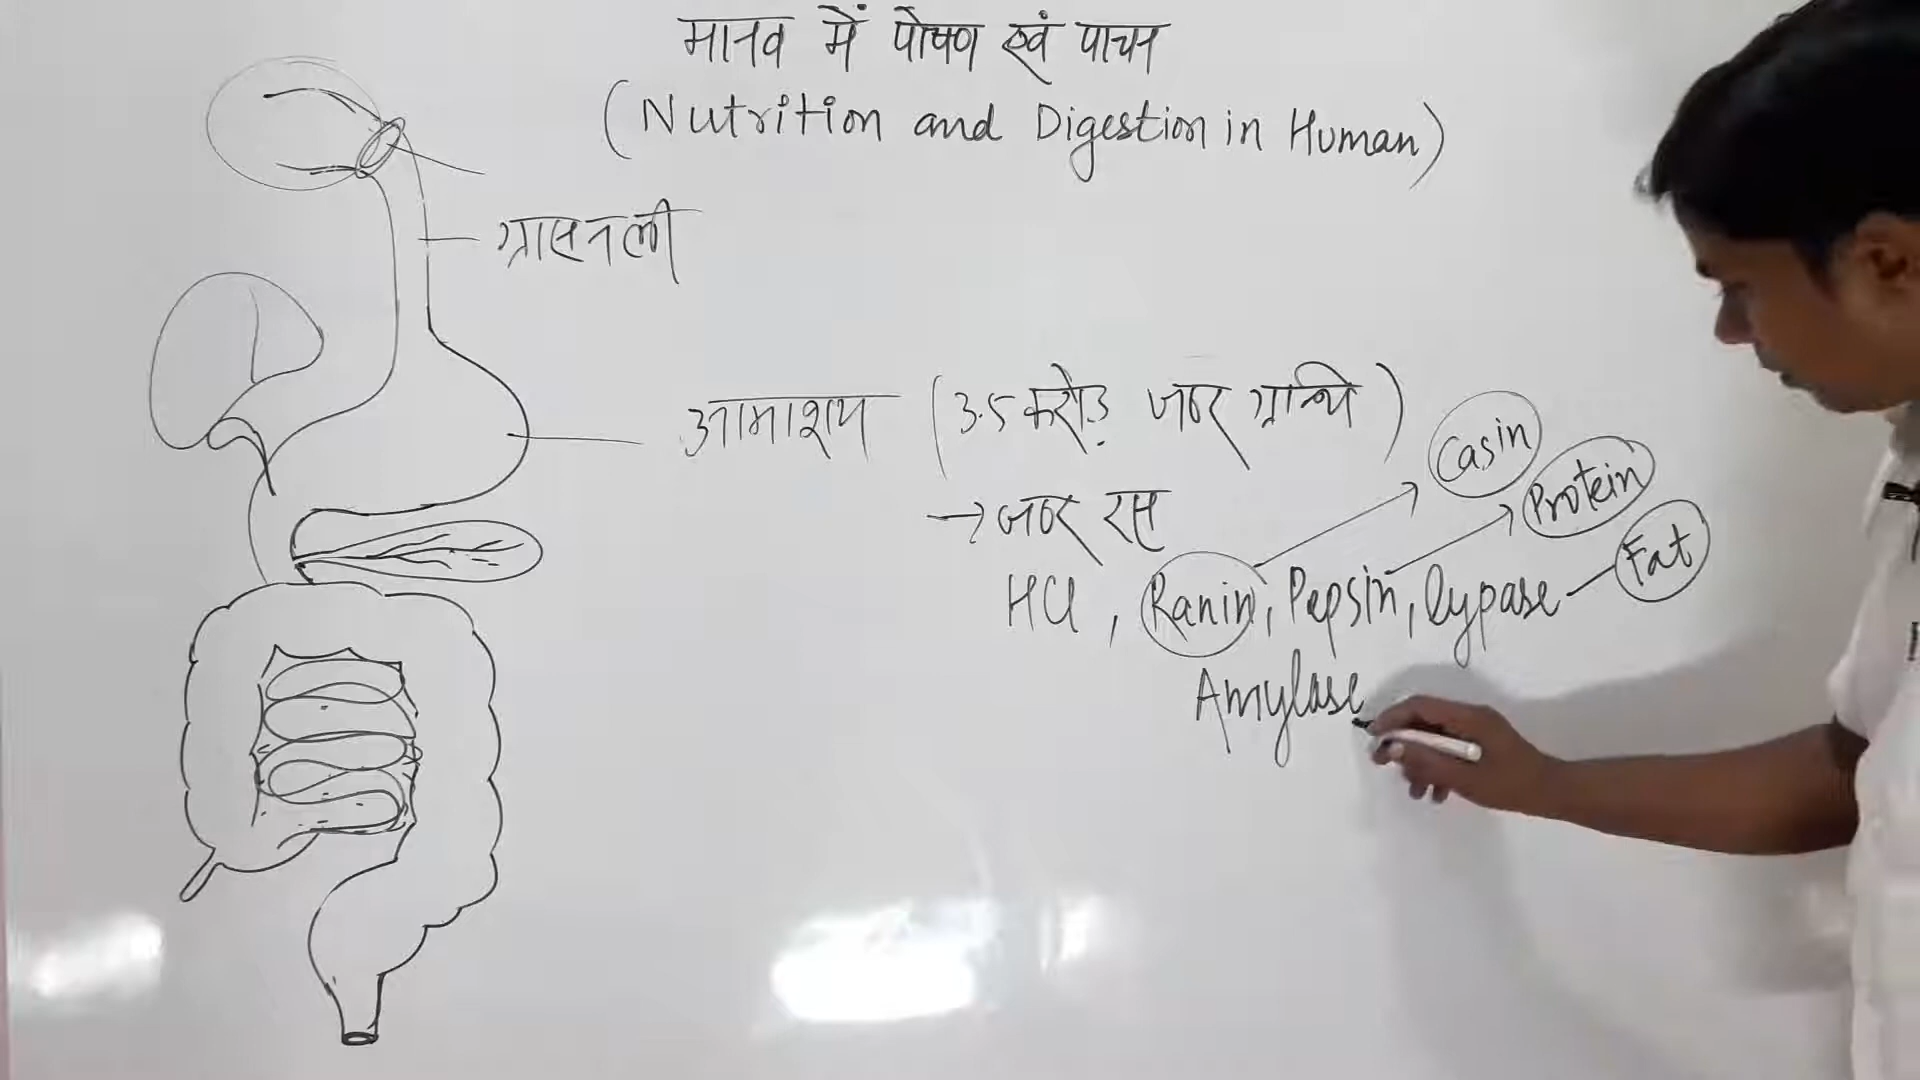 मानव में पोषण एवं पाचन
(Nutrition and Digestion in Human)
ग्रासनली
आमाशय (3.5 करोड़ जठर ग्रन्थि)
→ जठर रस
Casin
Protein
Fat
HCl, Ranin, Pepsin, Lypase
Amylase